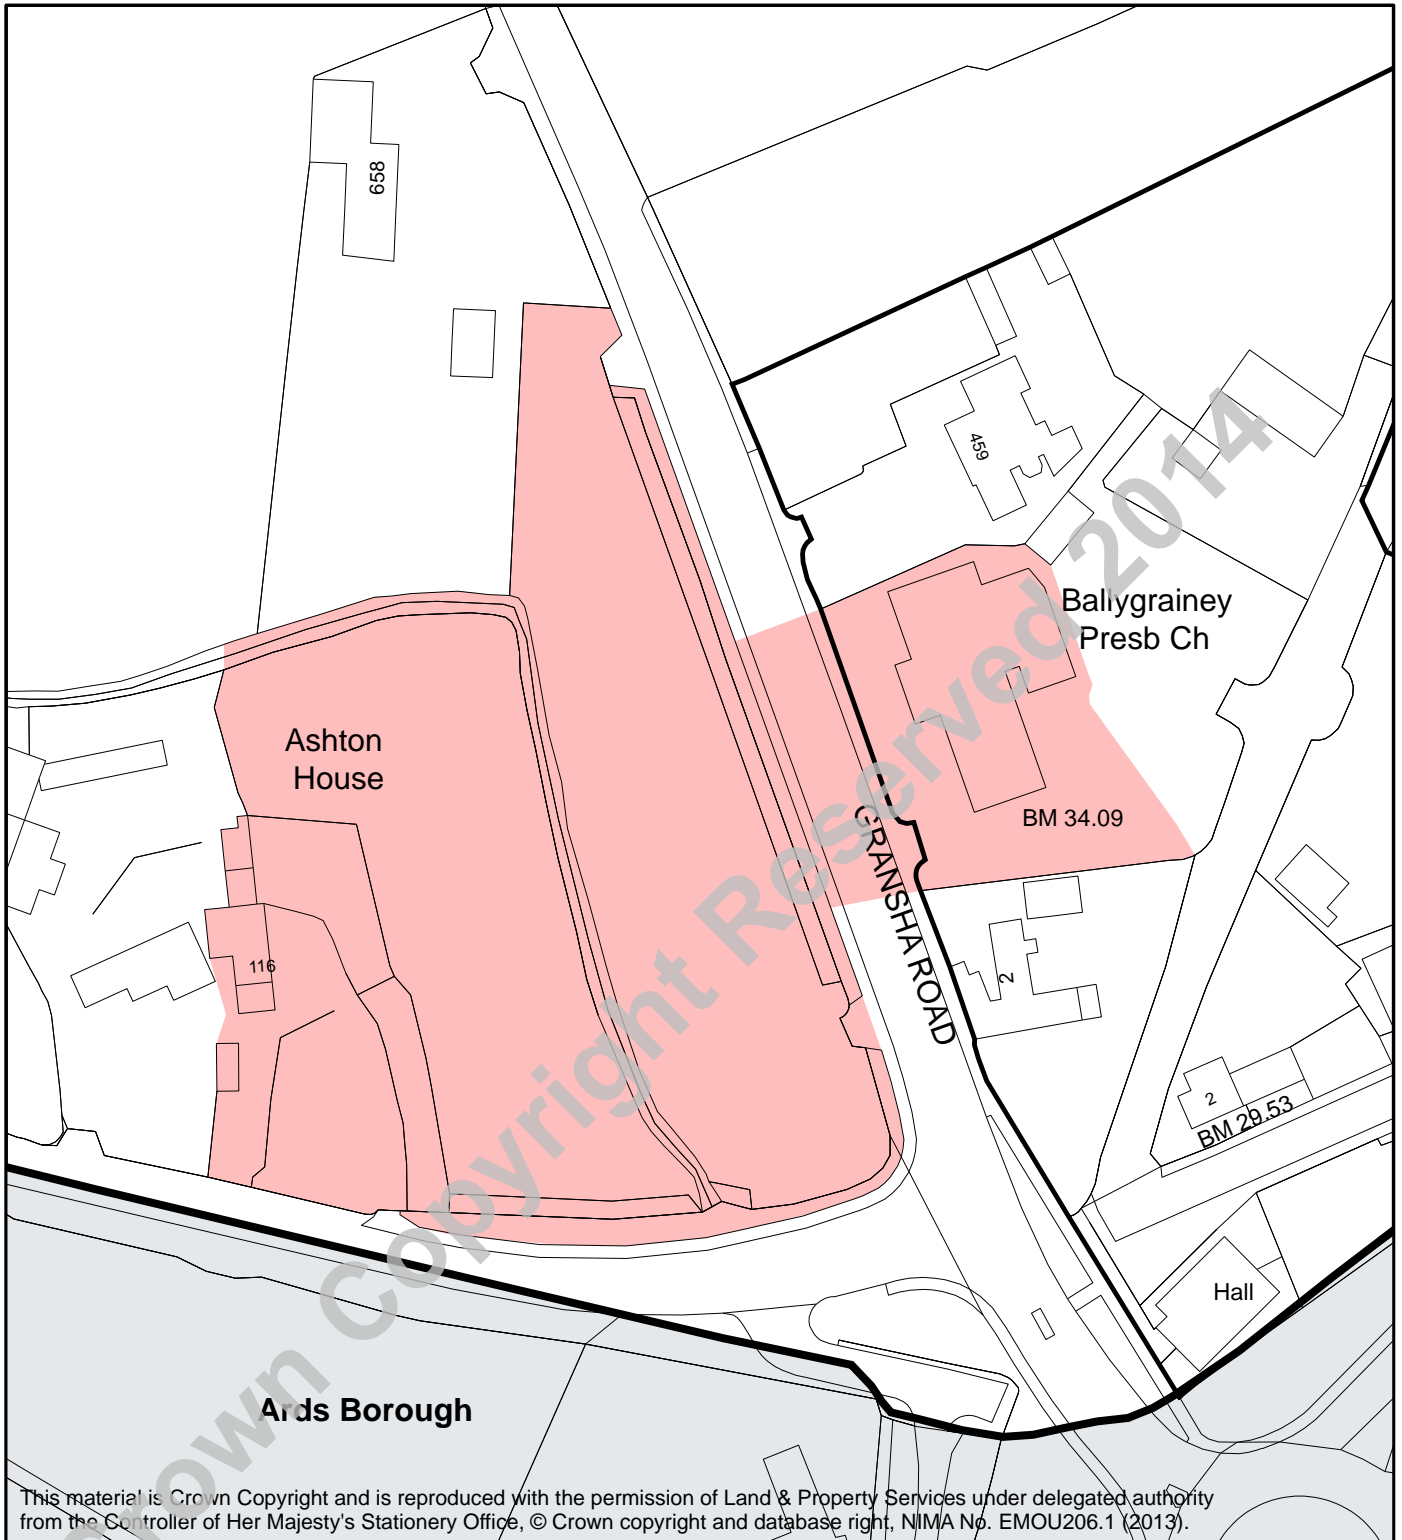 658
459
Ballygrainey
Presb Ch
Ashton
House
BM 34.09
GRANSHA ROAD
116
2
2
BM 29.53
Hall
Ards Borough
Crown Copyright Reserved 2014
This material is Crown Copyright and is reproduced with the permission of Land & Property Services under delegated authority
from the Controller of Her Majesty's Stationery Office, © Crown copyright and database right, NIMA No. EMOU206.1 (2013).